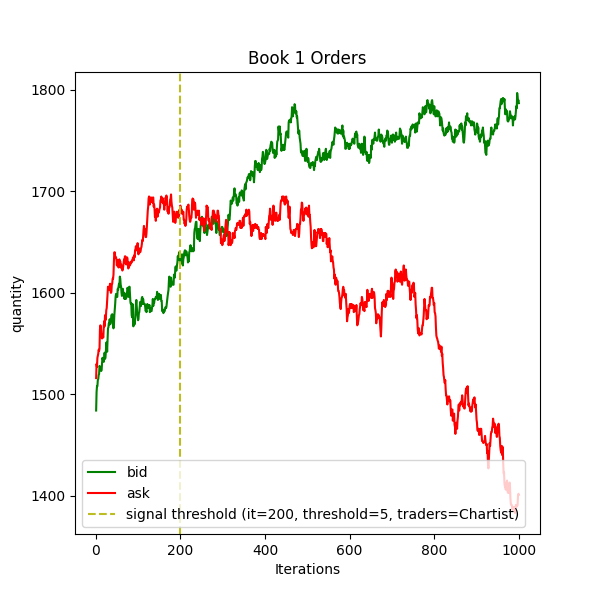 Book 1 Orders
quantity
1800
1700
1600
1500
1400
0 200 400 600 800 1000
Iterations
bid
ask
signal threshold (it=200, threshold=5, traders=Chartist)